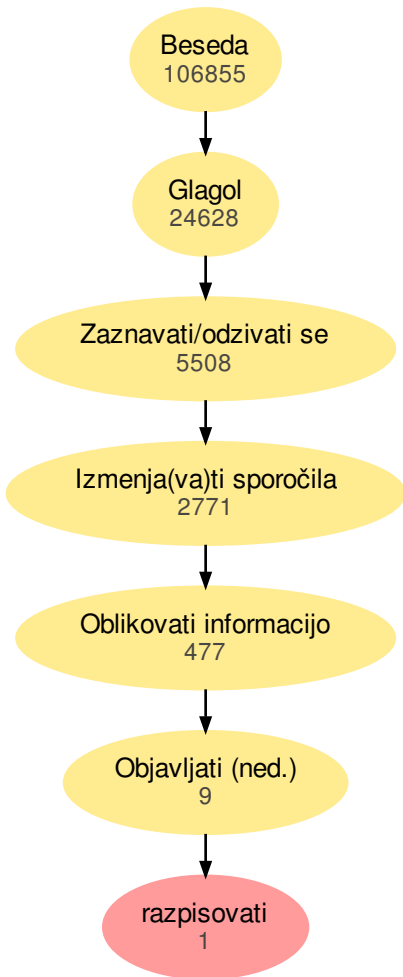 Beseda
106855
Glagol
24628
Zaznavati/odzivati se
5508
Izmenja(va)ti sporočila
2771
Oblikovati informacijo
477
Objavljati (ned.)
9
razpisovati
1